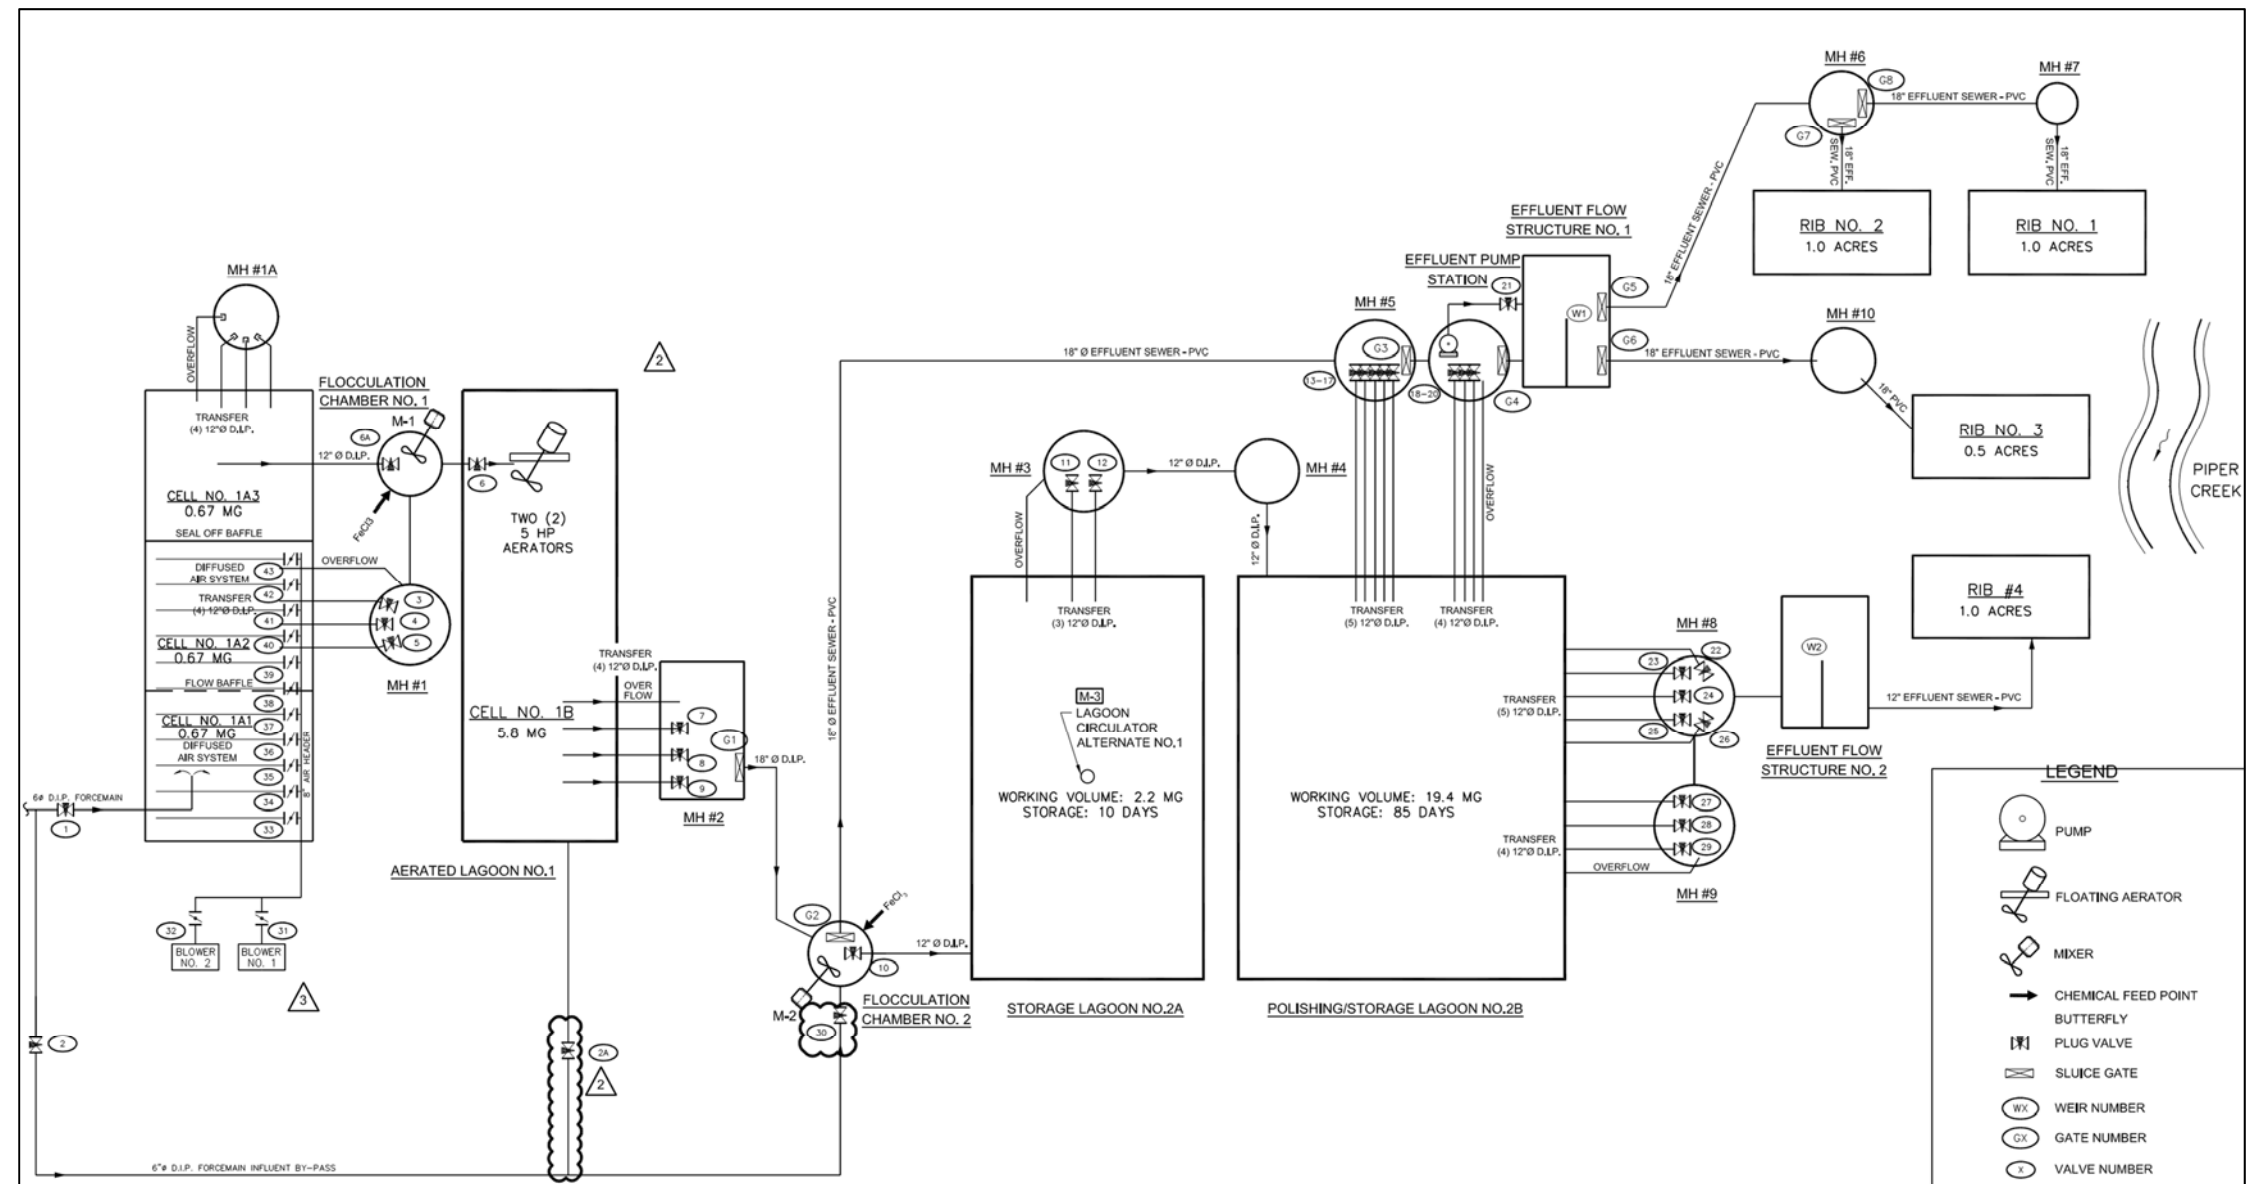 MH #1A
OVERFLOW
TRANSFER
(4) 12"Ø D.I.P.
12" Ø D.I.P.
CELL NO. 1A3
0.67 MG
SEAL OFF BAFFLE
FLOCCULATION
CHAMBER NO. 1
M-1
6A
FeCl3
6
OVERFLOW
DIFFUSED
AIR SYSTEM
TRANSFER
(4) 12"Ø D.I.P.
CELL NO. 1A2
0.67 MG
FLOW BAFFLE
CELL NO. 1A1
0.67 MG
DIFFUSED
AIR SYSTEM
43
42
41
40
39
38
37
36
35
34
33
8" AIR HEADER
3
4
5
MH #1
6ø D.I.P. FORCEMAIN
1
32
31
BLOWER
NO. 2
BLOWER
NO. 1
3
2
6"ø D.I.P. FORCEMAIN INFLUENT BY-PASS
2
TWO (2)
5 HP
AERATORS
CELL NO. 1B
5.8 MG
AERATED LAGOON NO.1
TRANSFER
(4) 12"Ø D.I.P.
OVER
FLOW
7
8
9
G1
MH #2
18" Ø D.I.P.
2A
2
G2
FeCl3
10
M-2
30
FLOCCULATION
CHAMBER NO. 2
12" Ø D.I.P.
18" Ø EFFLUENT SEWER - PVC
18" Ø EFFLUENT SEWER - PVC
MH #3
11
12
12" Ø D.I.P.
MH #4
12" Ø D.I.P.
OVERFLOW
TRANSFER
(3) 12"Ø D.I.P.
M-3
LAGOON
CIRCULATOR
ALTERNATE NO.1
WORKING VOLUME: 2.2 MG
STORAGE: 10 DAYS
STORAGE LAGOON NO.2A
MH #5
G3
13-17
18-20
G4
OVERFLOW
TRANSFER
(5) 12"Ø D.I.P.
TRANSFER
(4) 12"Ø D.I.P.
WORKING VOLUME: 19.4 MG
STORAGE: 85 DAYS
POLISHING/STORAGE LAGOON NO.2B
EFFLUENT PUMP
STATION
21
EFFLUENT FLOW
STRUCTURE NO. 1
W1
G5
G6
18" EFFLUENT SEWER - PVC
18" EFFLUENT SEWER - PVC
MH #6
G8
G7
18" EFFLUENT SEWER - PVC
MH #7
18" EFF.
SEW. PVC
18" EFF.
SEW. PVC
RIB NO. 2
1.0 ACRES
RIB NO. 1
1.0 ACRES
MH #10
18" PVC
RIB NO. 3
0.5 ACRES
PIPER
CREEK
RIB #4
1.0 ACRES
TRANSFER
(5) 12"Ø D.I.P.
MH #8
22
23
24
25
26
TRANSFER
(4) 12"Ø D.I.P.
OVERFLOW
27
28
29
MH #9
W2
12" EFFLUENT SEWER - PVC
EFFLUENT FLOW
STRUCTURE NO. 2
LEGEND
PUMP
FLOATING AERATOR
MIXER
CHEMICAL FEED POINT
BUTTERFLY
PLUG VALVE
SLUICE GATE
WX WEIR NUMBER
GX GATE NUMBER
X VALVE NUMBER